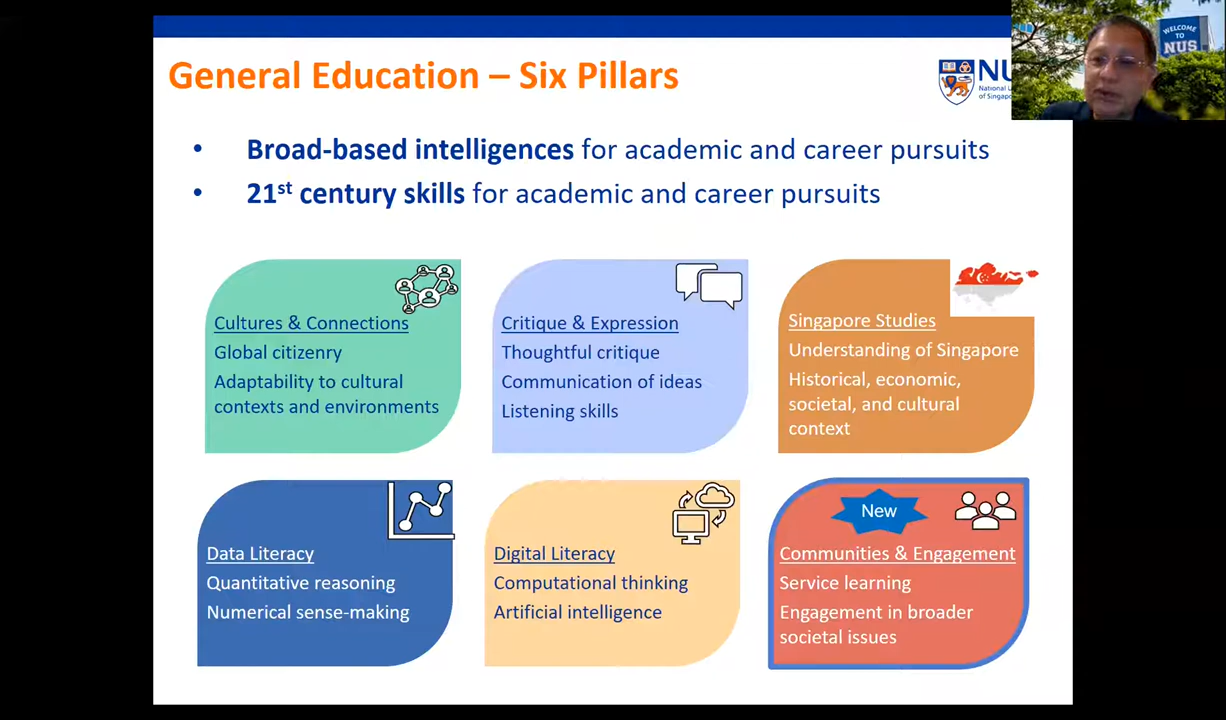 General Education – Six Pillars
NU
National
of Singap
WELCOME
TO
NUS
• Broad-based intelligences for academic and career pursuits
• 21st century skills for academic and career pursuits
Cultures & Connections
Global citizenry
Adaptability to cultural
contexts and environments
Critique & Expression
Thoughtful critique
Communication of ideas
Listening skills
Singapore Studies
Understanding of Singapore
Historical, economic,
societal, and cultural
context
Data Literacy
Quantitative reasoning
Numerical sense-making
Digital Literacy
Computational thinking
Artificial intelligence
New
Communities & Engagement
Service learning
Engagement in broader
societal issues